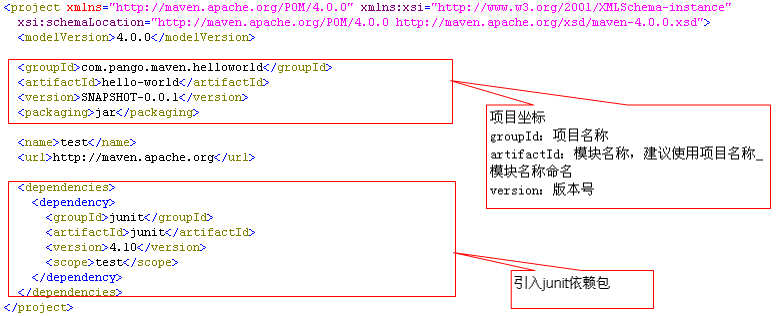 <project xmlns="http://maven.apache.org/POM/4.0.0" xmlns:xsi="http://www.w3.org/2001/XMLSchema-instance"
xsi:schemaLocation="http://maven.apache.org/POM/4.0.0 http://maven.apache.org/xsd/maven-4.0.0.xsd">
<modelVersion>4.0.0</modelVersion>
<groupId>com.pango.maven.helloworld</groupId>
<artifactId>hello-world</artifactId>
<version>SNAPSHOT-0.0.1</version>
<packaging>jar</packaging>
项目坐标
groupId: 项目名称
artifactId: 模块名称，建议使用项目名称_
模块名称命名
version: 版本号
<name>test</name>
<url>http://maven.apache.org</url>
<dependencies>
<dependency>
<groupId>junit</groupId>
<artifactId>junit</artifactId>
<version>4.10</version>
<scope>test</scope>
</dependency>
</dependencies>
引入junit依赖包
</project>